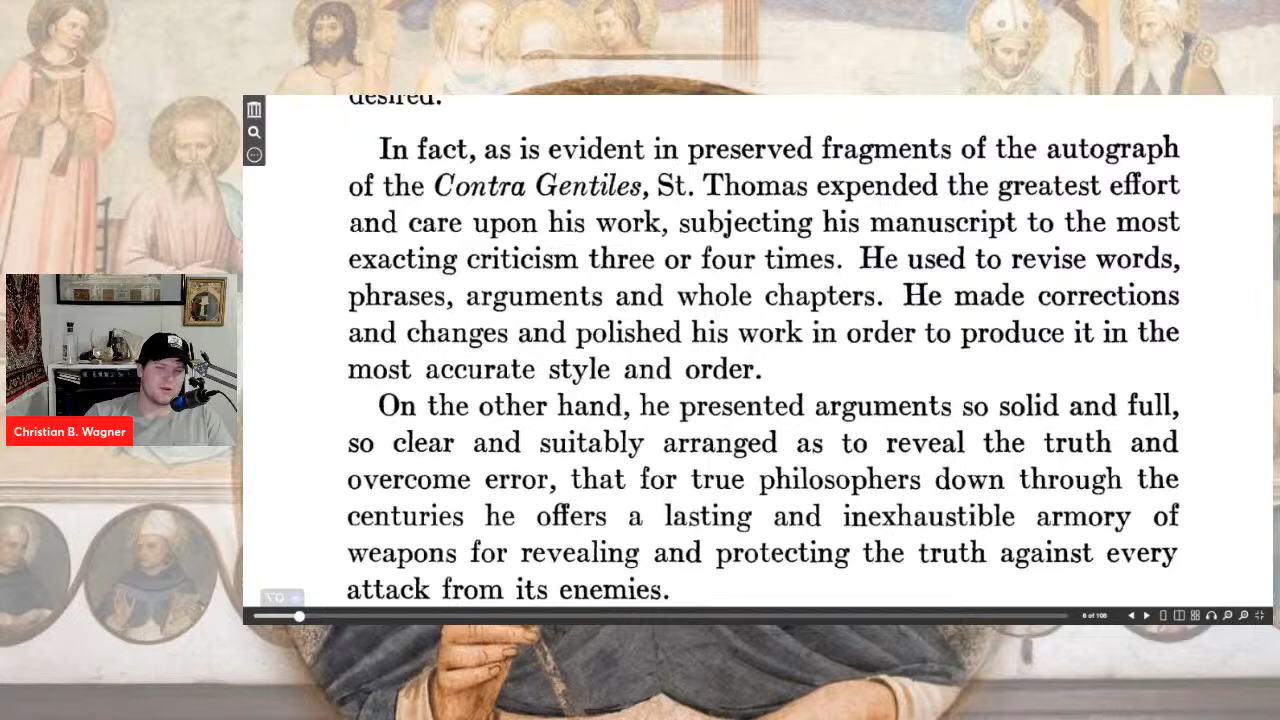 desired.
In fact, as is evident in preserved fragments of the autograph
of the Contra Gentiles, St. Thomas expended the greatest effort
and care upon his work, subjecting his manuscript to the most
exacting criticism three or four times. He used to revise words,
phrases, arguments and whole chapters. He made corrections
and changes and polished his work in order to produce it in the
most accurate style and order.
On the other hand, he presented arguments so solid and full,
so clear and suitably arranged as to reveal the truth and
overcome error, that for true philosophers down through the
centuries he offers a lasting and inexhaustible armory of
weapons for revealing and protecting the truth against every
attack from its enemies.
Christian B. Wagner
6 of 108